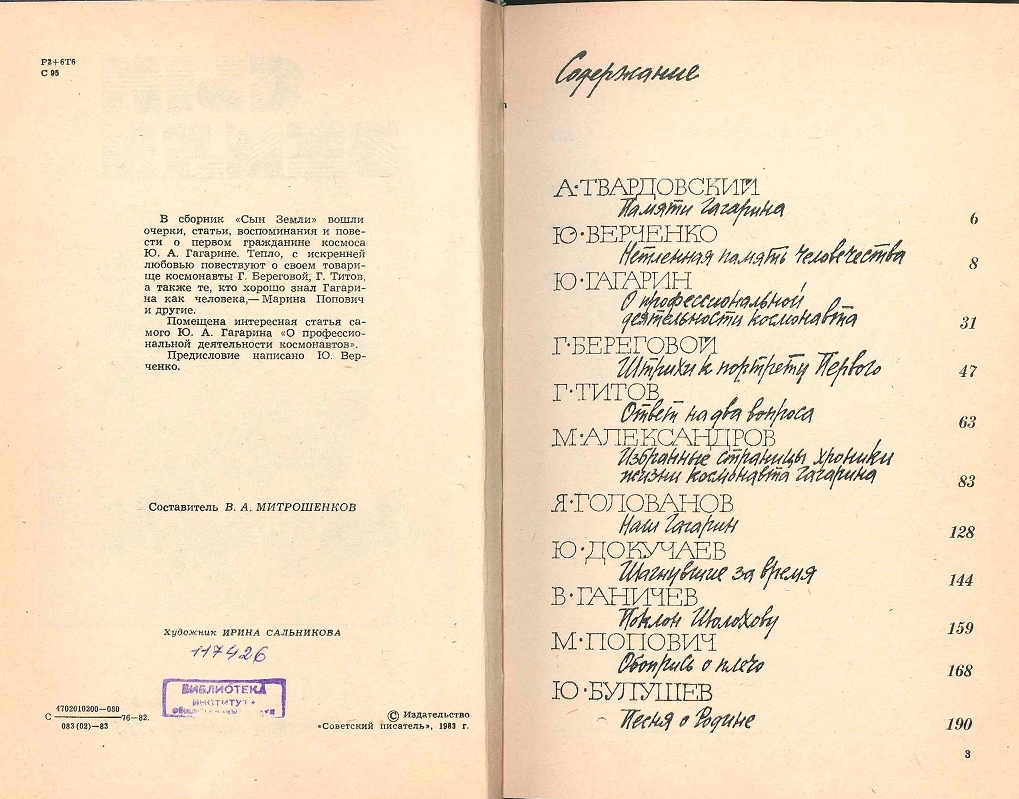 Р2+6Т6
С 95
В сборник «Сын Земли» вошли
очерки, статьи, воспоминания и пове-
сти о первом гражданине космоса
Ю. А. Гагарине. Тепло, с искренней
любовью повествуют о своем товари-
ще космонавты Г. Береговой, Г. Титов,
а также те, кто хорошо знал Гагари-
на как человека,— Марина Попович
и другие.
Помещена интересная статья са-
мого Ю. А. Гагарина «О профессио-
нальной деятельности космонавтов».
Предисловие написано Ю. Вер-
ченко.
Составитель В. А. МИТРОШЕНКОВ
Художник ИРИНА САЛЬНИКОВА
117426
БИБЛИОТЕКА
ИНСТИТУТ
4702010200—080
С 76—82.
083(02)—83
© Издательство
«Советский писатель», 1983 г.
Содержание
А·ТВАРДОВСКИЙ
Памяти Гагарина 6
Ю·ВЕРЧЕНКО
Нетленная память человечества 8
Ю·ГАГАРИН
О профессиональной
деятельности космонавта 31
Г·БЕРЕГОВОЙ
Штрихи к портрету Первого 47
Г·ТИТОВ
Ответ на два вопроса 63
М·АЛЕКСАНДРОВ
Избранные страницы хроники
жизни космонавта Гагарина 83
Я·ГОЛОВАНОВ
Наш Гагарин 128
Ю·ДОКУЧАЕВ
Шагнувшие за время 144
В·ГАНИЧЕВ
Поклон Шолохову 159
М·ПОПОВИЧ
Обопрись о плечо 168
Ю·БУЛУШЕВ
Песня о Родине 190
3